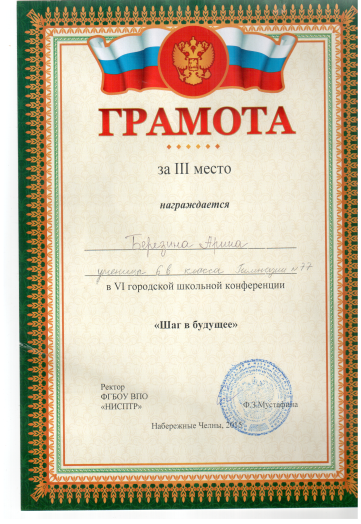 ГРАМОТА
за III место
награждается
Березина Арина
ученица 6в класса Гимназии №77
в VI городской школьной конференции
«Шаг в будущее»
Ректор
ФГБОУ ВПО
«НИСПТР» Ф.З.Мустафина
Набережные Челны, 2015